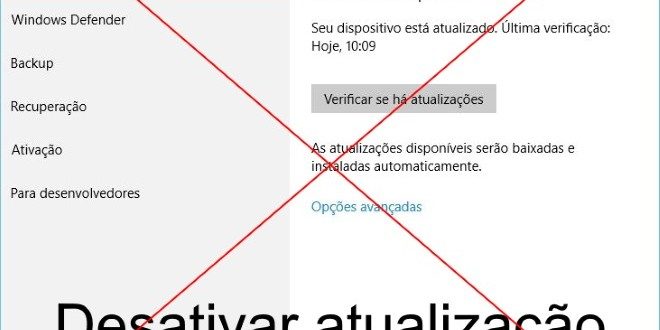 Windows Defender
Backup
Recuperação
Ativação
Para desenvolvedores
Seu dispositivo está atualizado. Última verificação:
Hoje, 10:09
Verificar se há atualizações
As atualizações disponíveis serão baixadas e
instaladas automaticamente.
Opções avançadas
Desativar atualização